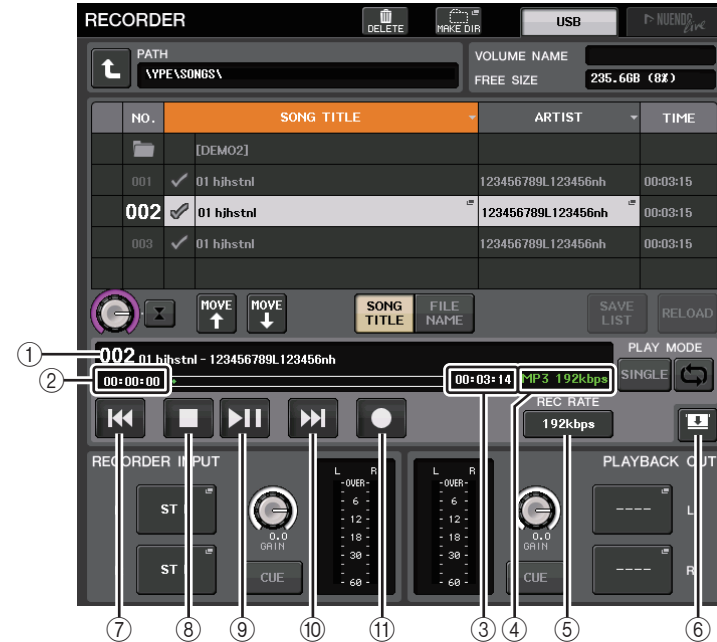 RECORDER
DELETE
MAKE DIR
USB
NUENDO Live
PATH
\YPE\SONGS\
VOLUME NAME
FREE SIZE
235.6GB (8%)
NO.
SONG TITLE
ARTIST
TIME
[DEMO2]
001
01 hjhstnl
123456789L123456nh
00:03:15
002
01 hjhstnl
123456789L123456nh
00:03:15
003
01 hjhstnl
123456789L123456nh
00:03:15
MOVE
MOVE
SONG TITLE
FILE NAME
SAVE LIST
RELOAD
① 002 01 hjhstnl - 123456789L123456nh
PLAY MODE
② 00:00:00
00:03:14
MP3 192kbps
SINGLE
REC RATE
192kbps
RECORDER INPUT
PLAYBACK OUT
L R
-OVER-
6
12
18
30
60
L R
-OVER-
6
12
18
30
60
ST
0.0
GAIN
0.0
GAIN
----
L
ST
CUE
CUE
----
R
⑦ ⑧ ⑨ ⑩ ⑪ ③ ④ ⑤ ⑥